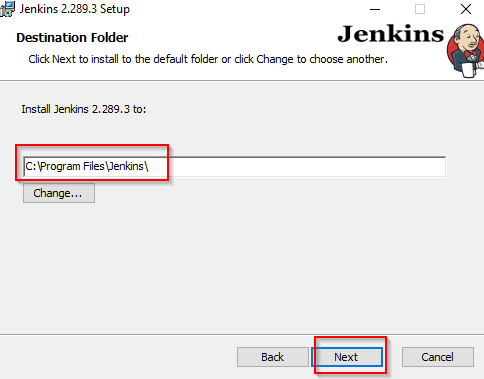 Jenkins 2.289.3 Setup
Destination Folder
Click Next to install to the default folder or click Change to choose another.
Jenkins
Install Jenkins 2.289.3 to:
C:\Program Files\Jenkins\
Change...
Back
Next
Cancel